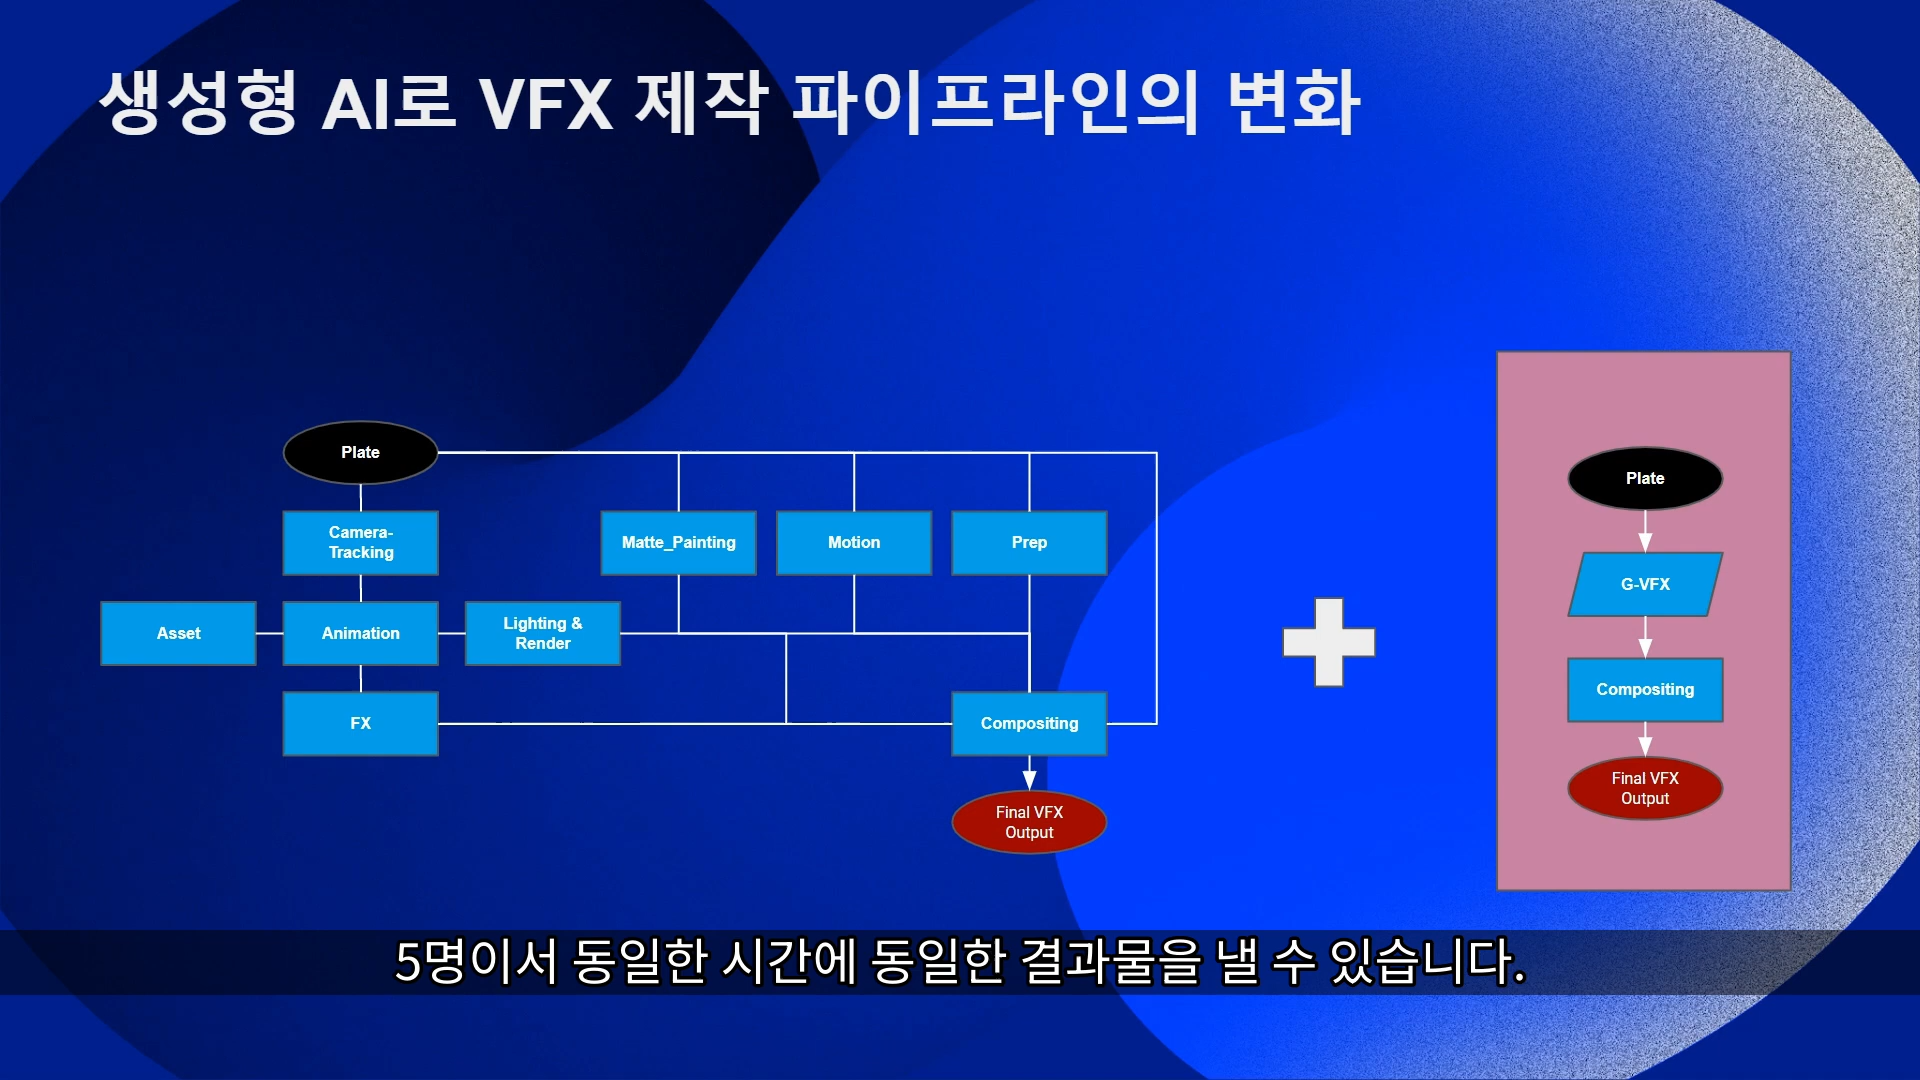 생성형 AI로 VFX 제작 파이프라인의 변화
Plate
Camera-
Tracking
Matte_Painting
Motion
Prep
Asset
Animation
Lighting &
Render
FX
Compositing
Final VFX
Output
Plate
G-VFX
Compositing
Final VFX
Output
5명이서 동일한 시간에 동일한 결과물을 낼 수 있습니다.